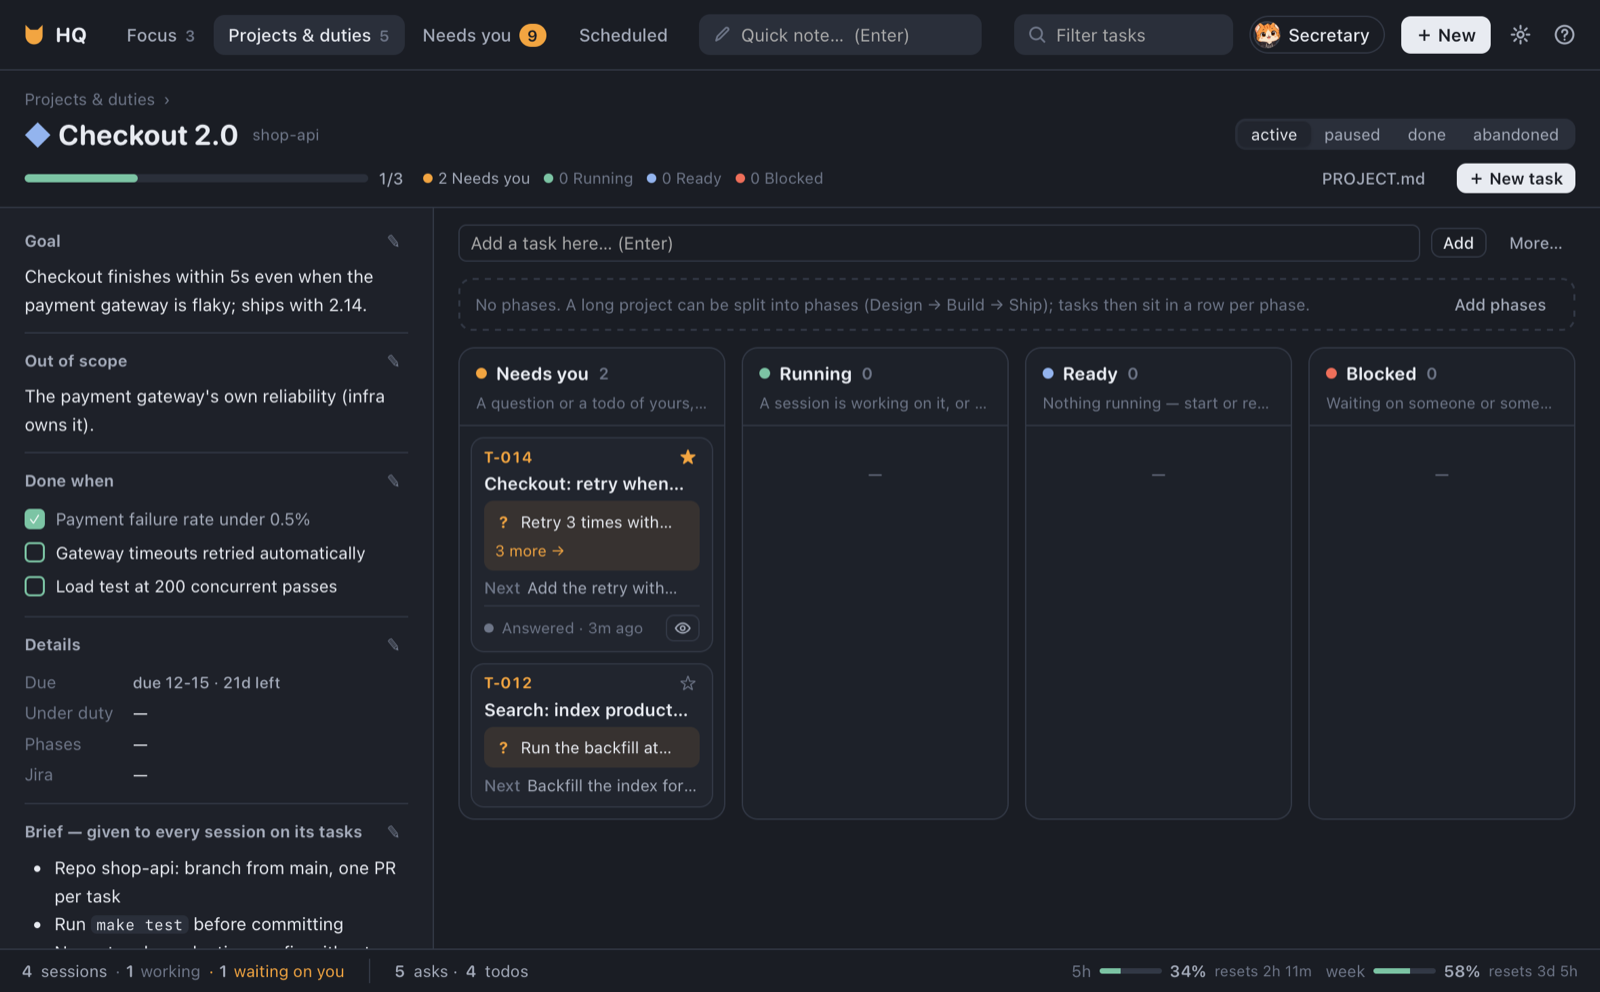 HQ
Focus 3
Projects & duties 5
Needs you 9
Scheduled
Quick note... (Enter)
Filter tasks
Secretary
+ New
Projects & duties ›
Checkout 2.0 shop-api
active paused done abandoned
1/3 2 Needs you 0 Running 0 Ready 0 Blocked
PROJECT.md
+ New task
Goal
Checkout finishes within 5s even when the
payment gateway is flaky; ships with 2.14.
Out of scope
The payment gateway's own reliability (infra
owns it).
Done when
Payment failure rate under 0.5%
Gateway timeouts retried automatically
Load test at 200 concurrent passes
Details
Due due 12-15 · 21d left
Under duty —
Phases —
Jira —
Brief — given to every session on its tasks
• Repo shop-api: branch from main, one PR
per task
• Run make test before committing
Add a task here... (Enter)
Add
More...
No phases. A long project can be split into phases (Design → Build → Ship); tasks then sit in a row per phase.
Add phases
Needs you 2
A question or a todo of yours,...
T-014
Checkout: retry when...
? Retry 3 times with...
3 more →
Next Add the retry with...
Answered · 3m ago
T-012
Search: index product...
? Run the backfill at...
Next Backfill the index for...
Running 0
A session is working on it, or ...
—
Ready 0
Nothing running — start or re...
—
Blocked 0
Waiting on someone or some...
—
4 sessions · 1 working · 1 waiting on you
5 asks · 4 todos
5h 34% resets 2h 11m
week 58% resets 3d 5h